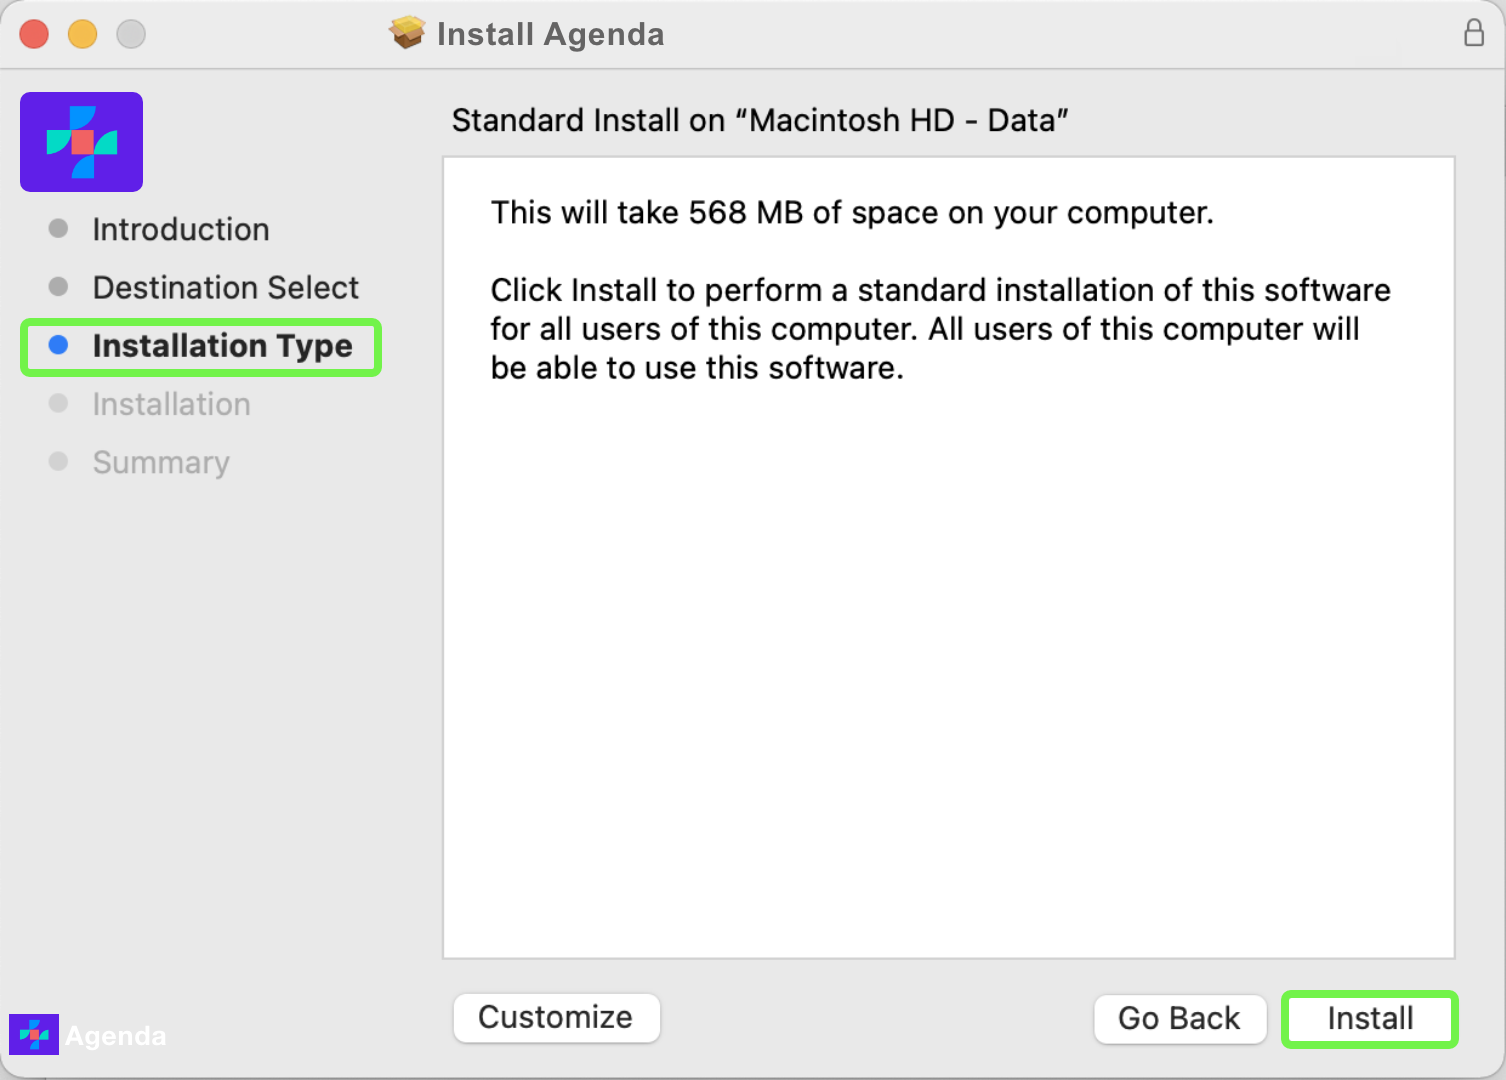 Install Agenda
Standard Install on “Macintosh HD - Data”
Introduction
Destination Select
Installation Type
Installation
Summary
This will take 568 MB of space on your computer.
Click Install to perform a standard installation of this software
for all users of this computer. All users of this computer will
be able to use this software.
Customize
Go Back
Install
Agenda